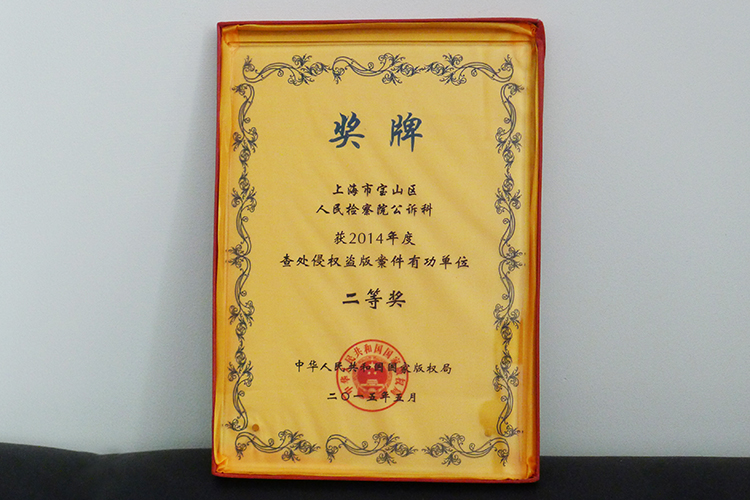 奖牌
上海市宝山区
人民检察院公诉科
获2014年度
查处侵权盗版案件有功单位
二等奖
中华人民共和国国家版权局
二〇一五年五月